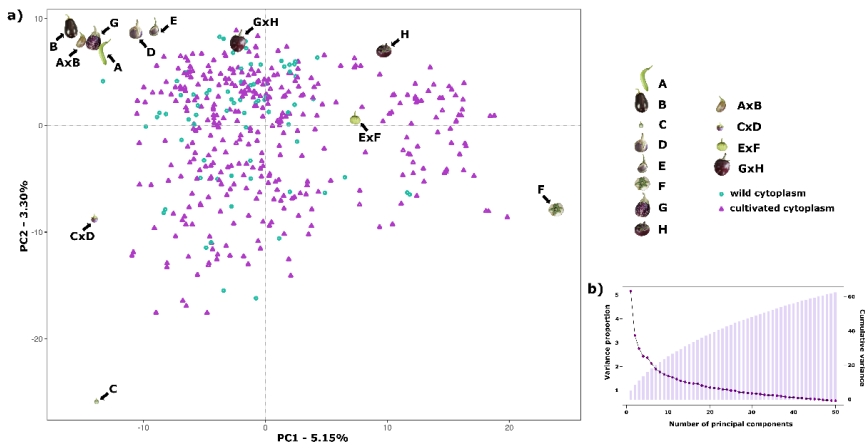 a)
10
0
-10
-20
PC2 – 3.30%
-10
0
10
20
PC1 – 5.15%
B
AxB
G
A
D
E
GxH
H
ExF
F
CxD
C
A
B
C
D
E
F
G
H
AxB
CxD
ExF
GxH
wild cytoplasm
cultivated cytoplasm
b)
Variance proportion
5
4
3
2
1
0
10
20
30
40
50
Number of principal components
60
40
20
0
Cumulative variance